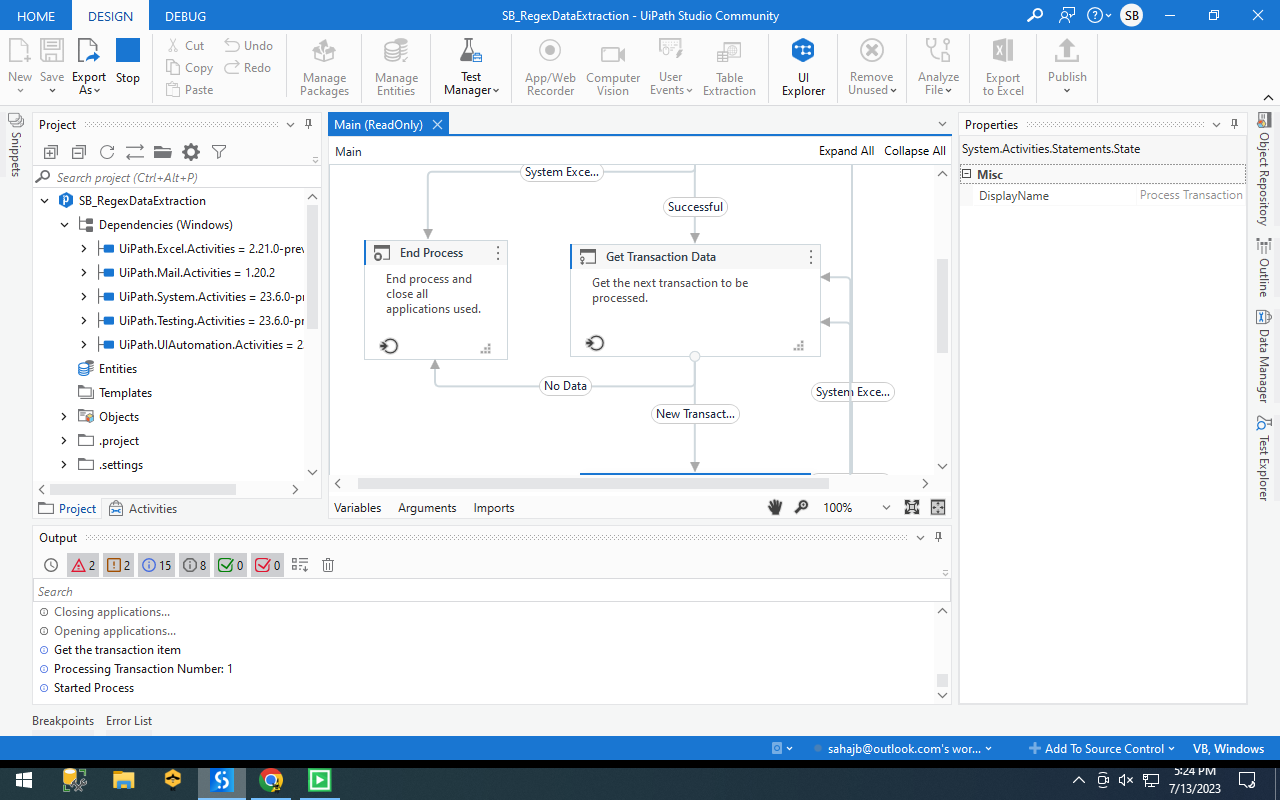 HOME DESIGN DEBUG SB_RegexDataExtraction - UiPath Studio Community SB
New Save Export As Stop
Cut Copy Paste Undo Redo
Manage Packages
Manage Entities
Test Manager
App/Web Recorder
Computer Vision
User Events
Table Extraction
UI Explorer
Remove Unused
Analyze File
Export to Excel
Publish
Snippets
Project
Search project (Ctrl+Alt+P)
SB_RegexDataExtraction
Dependencies (Windows)
UiPath.Excel.Activities = 2.21.0-prev
UiPath.Mail.Activities = 1.20.2
UiPath.System.Activities = 23.6.0-pr
UiPath.Testing.Activities = 23.6.0-pr
UiPath.UIAutomation.Activities = 2
Entities
Templates
Objects
.project
.settings
Project Activities
Main (ReadOnly)
Main Expand All Collapse All
System Exce...
Successful
End Process
End process and
close all
applications used.
Get Transaction Data
Get the next transaction to be
processed.
No Data
System Exce...
New Transact...
Variables Arguments Imports 100%
Properties
System.Activities.Statements.State
Misc
DisplayName Process Transaction
Object Repository
Outline
Data Manager
Test Explorer
Output
2 2 15 8 0 0
Search
Closing applications...
Opening applications...
Get the transaction item
Processing Transaction Number: 1
Started Process
Breakpoints Error List
sahajb@outlook.com's wor... Add To Source Control VB, Windows
5:24 PM
7/13/2023